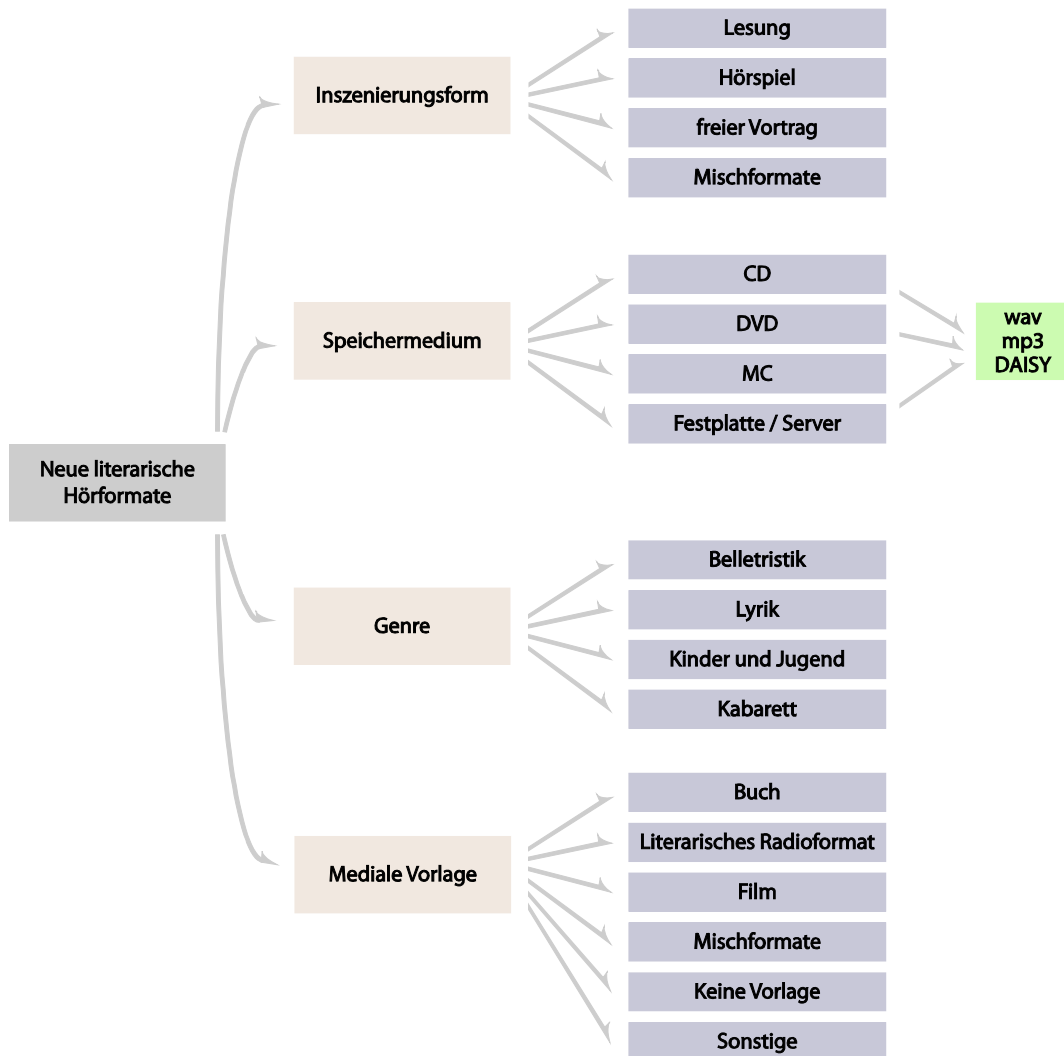 Neue literarische
Hörformate
Inszenierungsform
Lesung
Hörspiel
freier Vortrag
Mischformate
Speichermedium
CD
DVD
MC
Festplatte / Server
wav
mp3
DAISY
Genre
Belletristik
Lyrik
Kinder und Jugend
Kabarett
Mediale Vorlage
Buch
Literarisches Radioformat
Film
Mischformate
Keine Vorlage
Sonstige